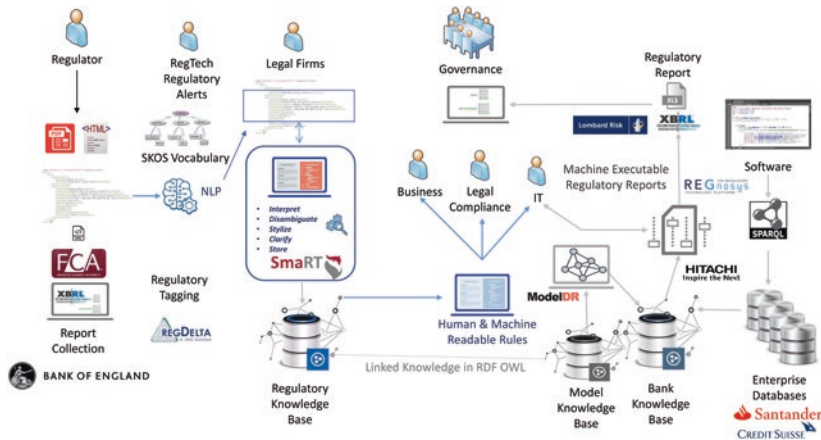 Regulator
PDF
<HTML>
FCA
XBRL
Report
Collection
BANK OF ENGLAND
RegTech
Regulatory
Alerts
SKOS Vocabulary
NLP
Regulatory
Tagging
REGDELTA
Legal Firms
• Interpret
• Disambiguate
• Stylize
• Clarify
• Store
SmaRT
Regulatory
Knowledge
Base
Governance
Business
Legal
Compliance
IT
Human & Machine
Readable Rules
Linked Knowledge in RDF OWL
ModelDR
Model
Knowledge
Base
Regulatory
Report
XLS
Lombard Risk
XBRL
Machine Executable
Regulatory Reports
REGnosys
HITACHI
Inspire the Next
Bank
Knowledge
Base
Software
SPARQL
Enterprise
Databases
Santander
CREDIT SUISSE